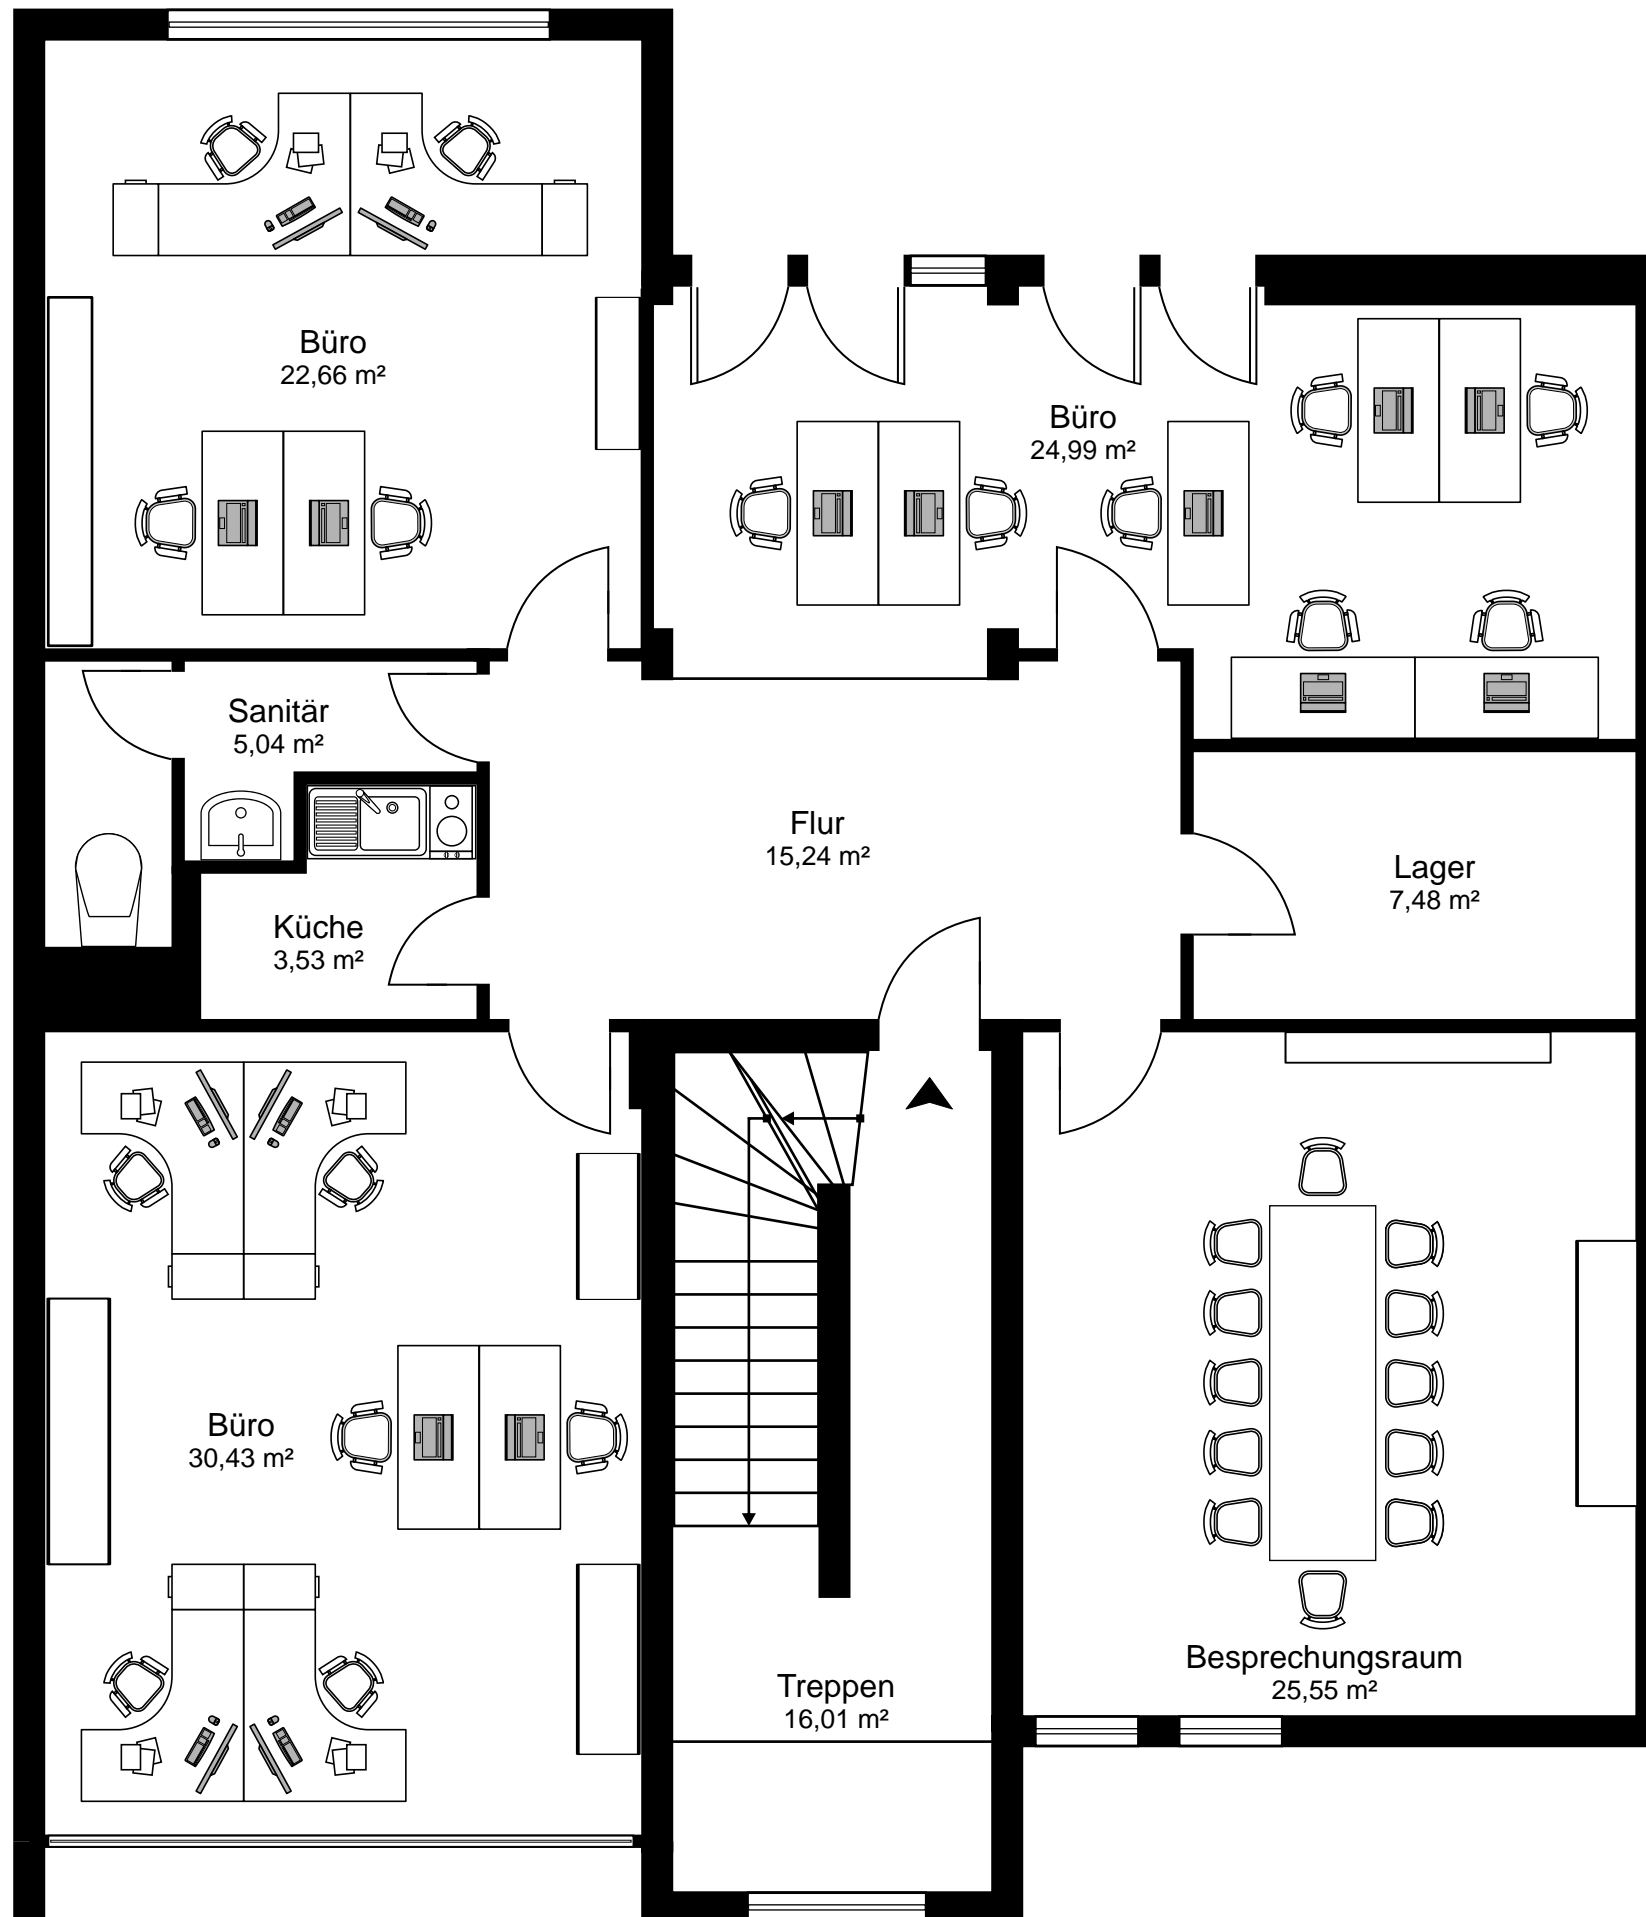 Büro
22,66 m²
Büro
24,99 m²
Sanitär
5,04 m²
Flur
15,24 m²
Lager
7,48 m²
Küche
3,53 m²
Büro
30,43 m²
Besprechungsraum
25,55 m²
Treppen
16,01 m²